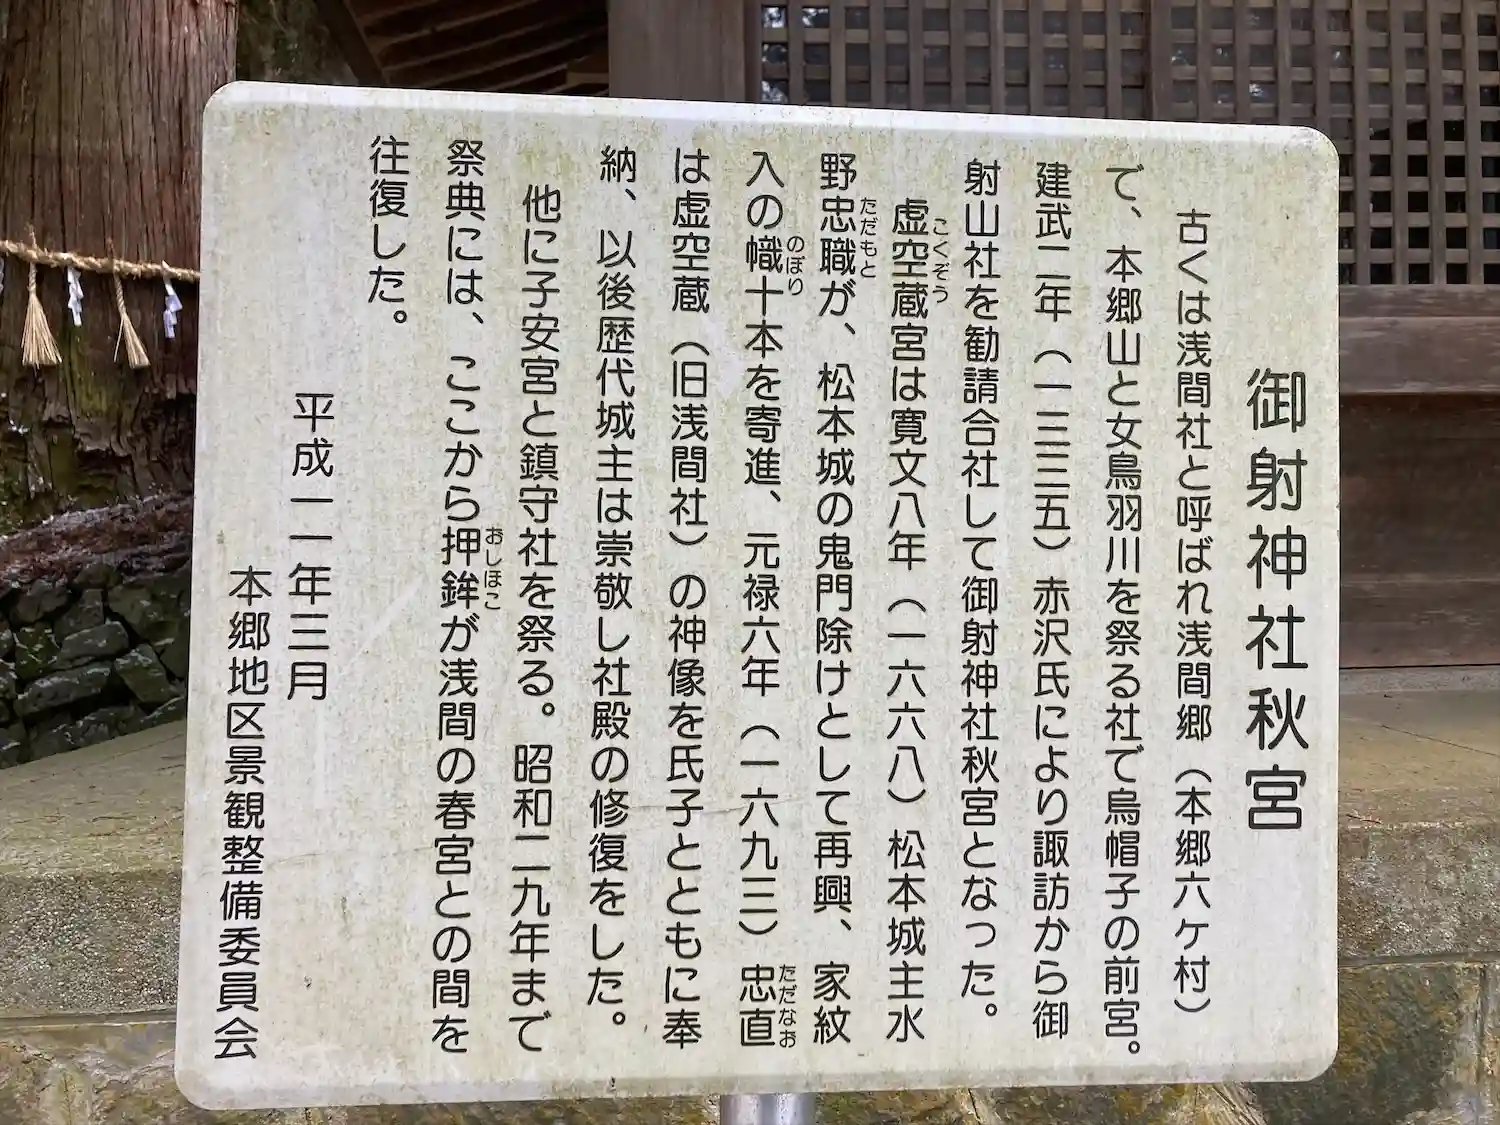 御射神社秋宮
古くは浅間社と呼ばれ浅間郷（本郷六ケ村）
で、本郷山と女鳥羽川を祭る社で烏帽子の前宮。
建武二年（一三三五）赤沢氏により諏訪から御
射山社を勧請合社して御射神社秋宮となった。
虚空蔵宮は寛文八年（一六六八）松本城主水
こくぞう
野忠職が、松本城の鬼門除けとして再興、家紋
ただもと
入の幟十本を寄進、元禄六年（一六九三）忠直
のぼり
ただなお
は虚空蔵（旧浅間社）の神像を氏子とともに奉
納、以後歴代城主は崇敬し社殿の修復をした。
他に子安宮と鎮守社を祭る。昭和二九年まで
祭典には、ここから押鉾が浅間の春宮との間を
おしほこ
往復した。
平成一一年三月
本郷地区景観整備委員会